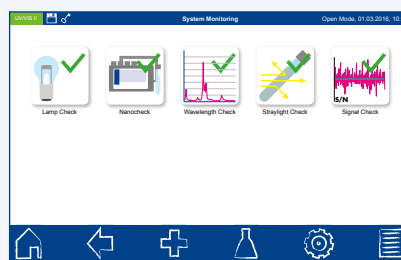 UV/VIS II
System Monitoring
Open Mode, 01.03.2016, 10:
Lamp Check
Nanocheck
Wavelength Check
Straylight Check
S/N
Signal Check